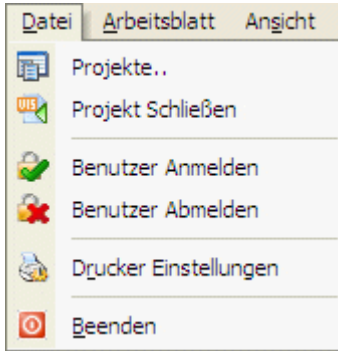 Datei Arbeitsblatt Ansicht
Projekte..
Projekt Schließen
Benutzer Anmelden
Benutzer Abmelden
Drucker Einstellungen
Beenden